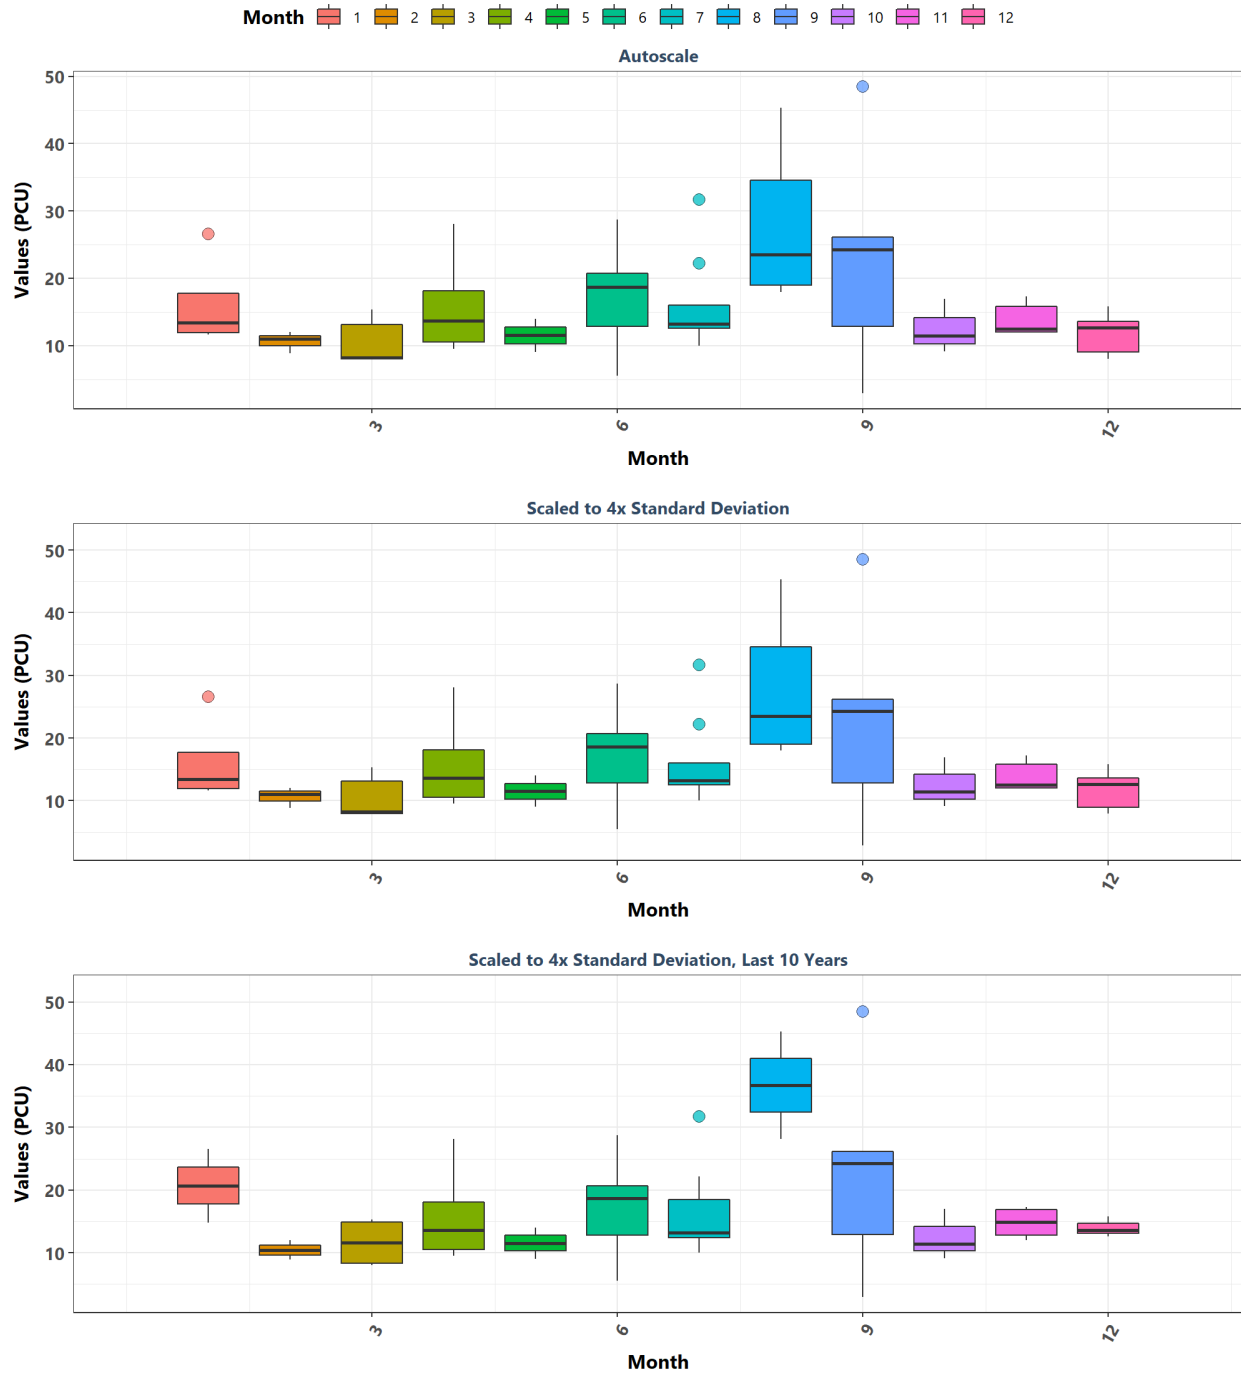 Month 1 2 3 4 5 6 7 8 9 10 11 12
Autoscale
Values (PCU)
50
40
30
20
10
3 6 9 12
Month
Scaled to 4x Standard Deviation
Values (PCU)
50
40
30
20
10
3 6 9 12
Month
Scaled to 4x Standard Deviation, Last 10 Years
Values (PCU)
50
40
30
20
10
3 6 9 12
Month